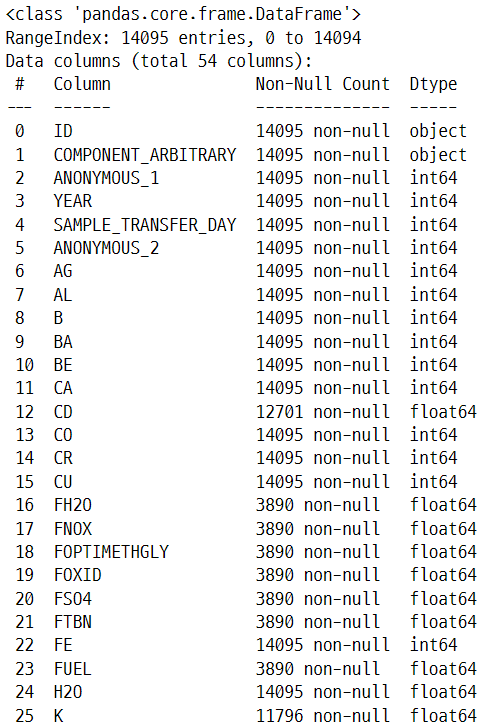 <class 'pandas.core.frame.DataFrame'>
RangeIndex: 14095 entries, 0 to 14094
Data columns (total 54 columns):
 #   Column               Non-Null Count  Dtype
---  ------               --------------  -----
 0   ID                   14095 non-null  object
 1   COMPONENT_ARBITRARY  14095 non-null  object
 2   ANONYMOUS_1          14095 non-null  int64
 3   YEAR                 14095 non-null  int64
 4   SAMPLE_TRANSFER_DAY  14095 non-null  int64
 5   ANONYMOUS_2          14095 non-null  int64
 6   AG                   14095 non-null  int64
 7   AL                   14095 non-null  int64
 8   B                    14095 non-null  int64
 9   BA                   14095 non-null  int64
 10  BE                   14095 non-null  int64
 11  CA                   14095 non-null  int64
 12  CD                   12701 non-null  float64
 13  CO                   14095 non-null  int64
 14  CR                   14095 non-null  int64
 15  CU                   14095 non-null  int64
 16  FH2O                 3890 non-null   float64
 17  FNOX                 3890 non-null   float64
 18  FOPTIMETHGLY         3890 non-null   float64
 19  FOXID                3890 non-null   float64
 20  FSO4                 3890 non-null   float64
 21  FTBN                 3890 non-null   float64
 22  FE                   14095 non-null  int64
 23  FUEL                 3890 non-null   float64
 24  H2O                  14095 non-null  float64
 25  K                    11796 non-null  float64